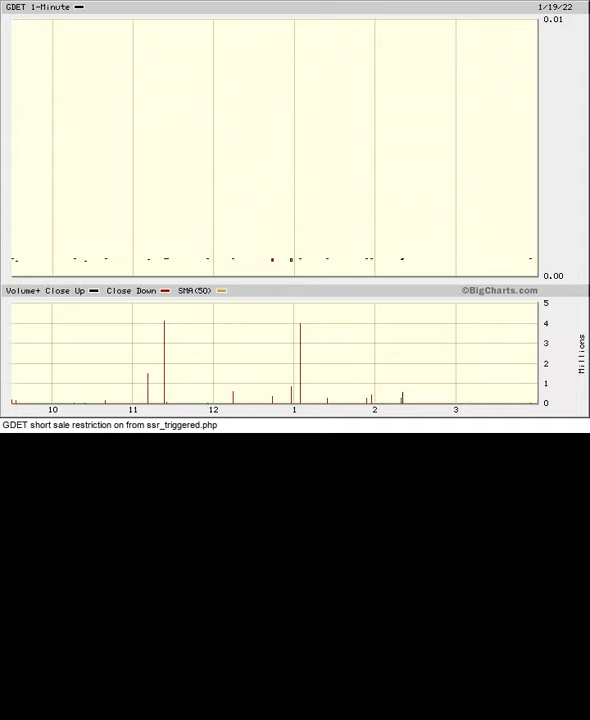 GDET 1-Minute 1/19/22
0.01
0.00
Volume+ Close Up Close Down SMA(50) ©BigCharts.com
5
4
3
2
1
0
Millions
10 11 12 1 2 3
GDET short sale restriction on from ssr_triggered.php